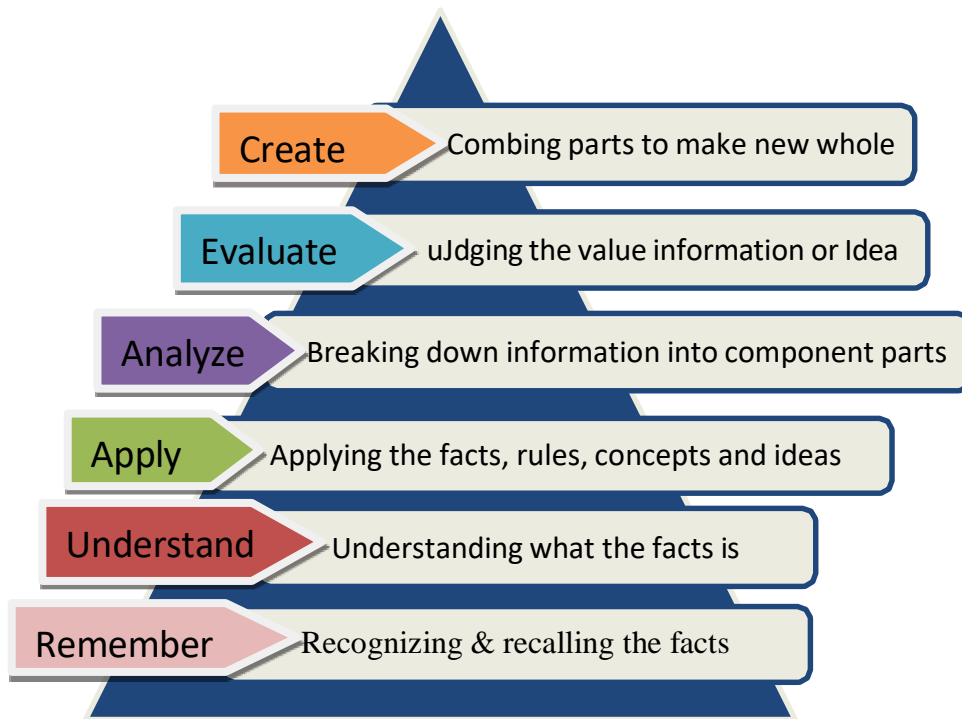 Create
Combing parts to make new whole
Evaluate
uJdging the value information or Idea
Analyze
Breaking down information into component parts
Apply
Applying the facts, rules, concepts and ideas
Understand
Understanding what the facts is
Remember
Recognizing & recalling the facts